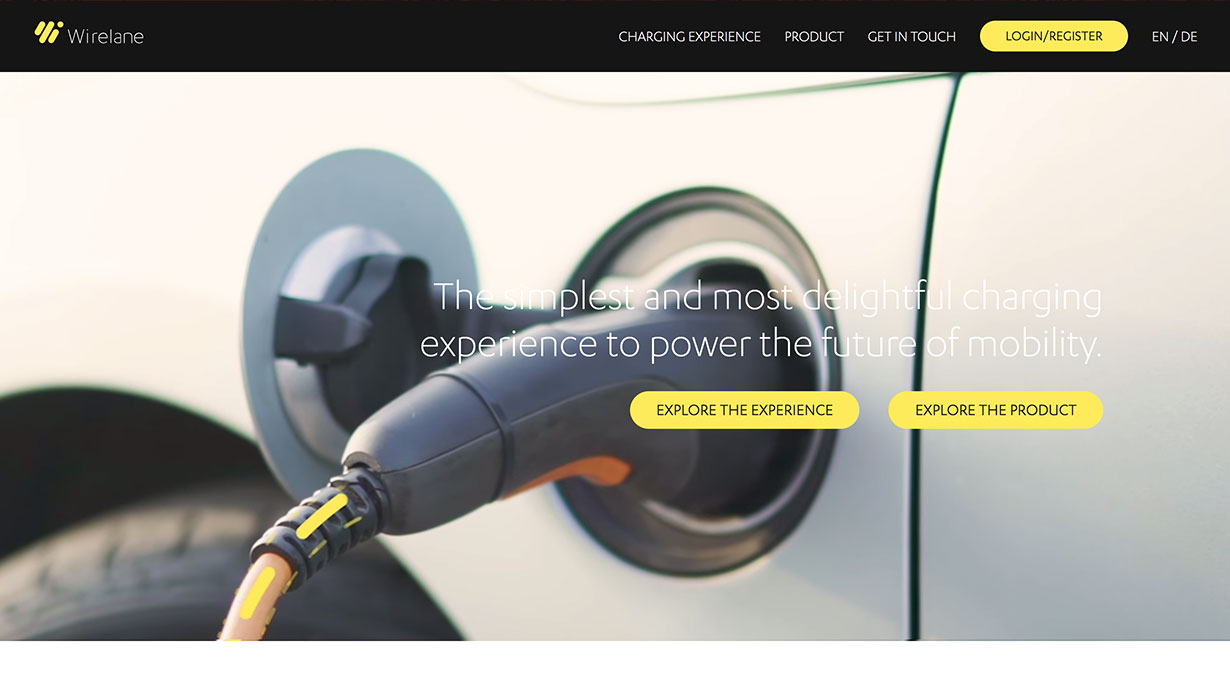 Wirelane
CHARGING EXPERIENCE PRODUCT GET IN TOUCH LOGIN/REGISTER EN / DE
The simplest and most delightful charging
experience to power the future of mobility.
EXPLORE THE EXPERIENCE EXPLORE THE PRODUCT